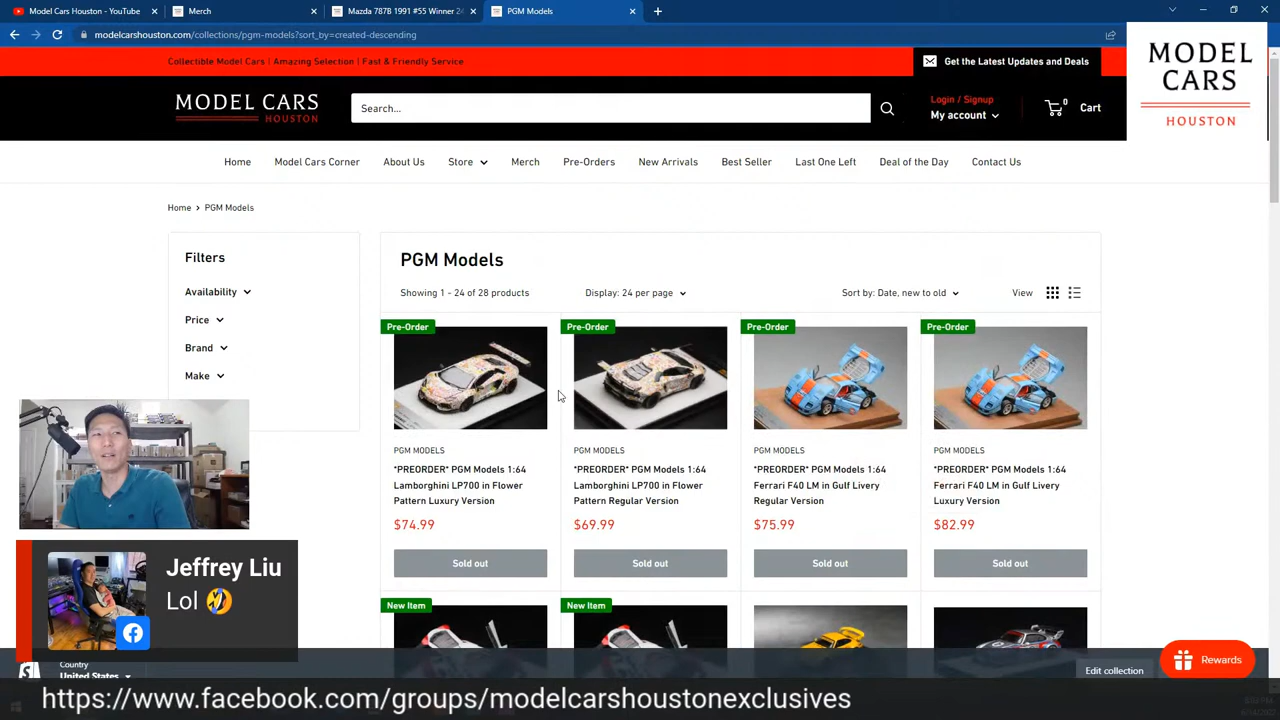 Model Cars Houston - YouTube
Merch
Mazda 787B 1991 #55 Winner 24
PGM Models
modelcarshouston.com/collections/pgm-models?sort_by=created-descending
Collectible Model Cars | Amazing Selection | Fast & Friendly Service
Get the Latest Updates and Deals
MODEL CARS
HOUSTON
Search...
Login / Signup
My account
0
Cart
MODEL
CARS
HOUSTON
Home
Model Cars Corner
About Us
Store
Merch
Pre-Orders
New Arrivals
Best Seller
Last One Left
Deal of the Day
Contact Us
Home > PGM Models
Filters
Availability
Price
Brand
Make
PGM Models
Showing 1 - 24 of 28 products
Display: 24 per page
Sort by: Date, new to old
View
Pre-Order
Pre-Order
Pre-Order
Pre-Order
PGM MODELS
*PREORDER* PGM Models 1:64
Lamborghini LP700 in Flower
Pattern Luxury Version
$74.99
Sold out
PGM MODELS
*PREORDER* PGM Models 1:64
Lamborghini LP700 in Flower
Pattern Regular Version
$69.99
Sold out
PGM MODELS
*PREORDER* PGM Models 1:64
Ferrari F40 LM in Gulf Livery
Regular Version
$75.99
Sold out
PGM MODELS
*PREORDER* PGM Models 1:64
Ferrari F40 LM in Gulf Livery
Luxury Version
$82.99
Sold out
New Item
New Item
Jeffrey Liu
Lol 🤣
Country
United States
Edit collection
Rewards
https://www.facebook.com/groups/modelcarshoustonexclusives